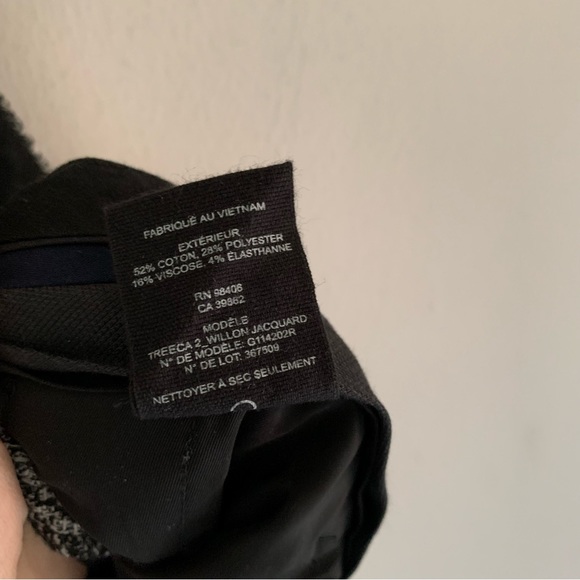 FABRIQUÉ AU VIETNAM
EXTÉRIEUR
52% COTON, 28% POLYESTER
16% VISCOSE, 4% ÉLASTHANNE
RN 98406
CA 39862
MODÈLE
TREECA 2_WILLON JACQUARD
N° DE MODÈLE: G114202R
N° DE LOT: 367509
NETTOYER À SEC SEULEMENT